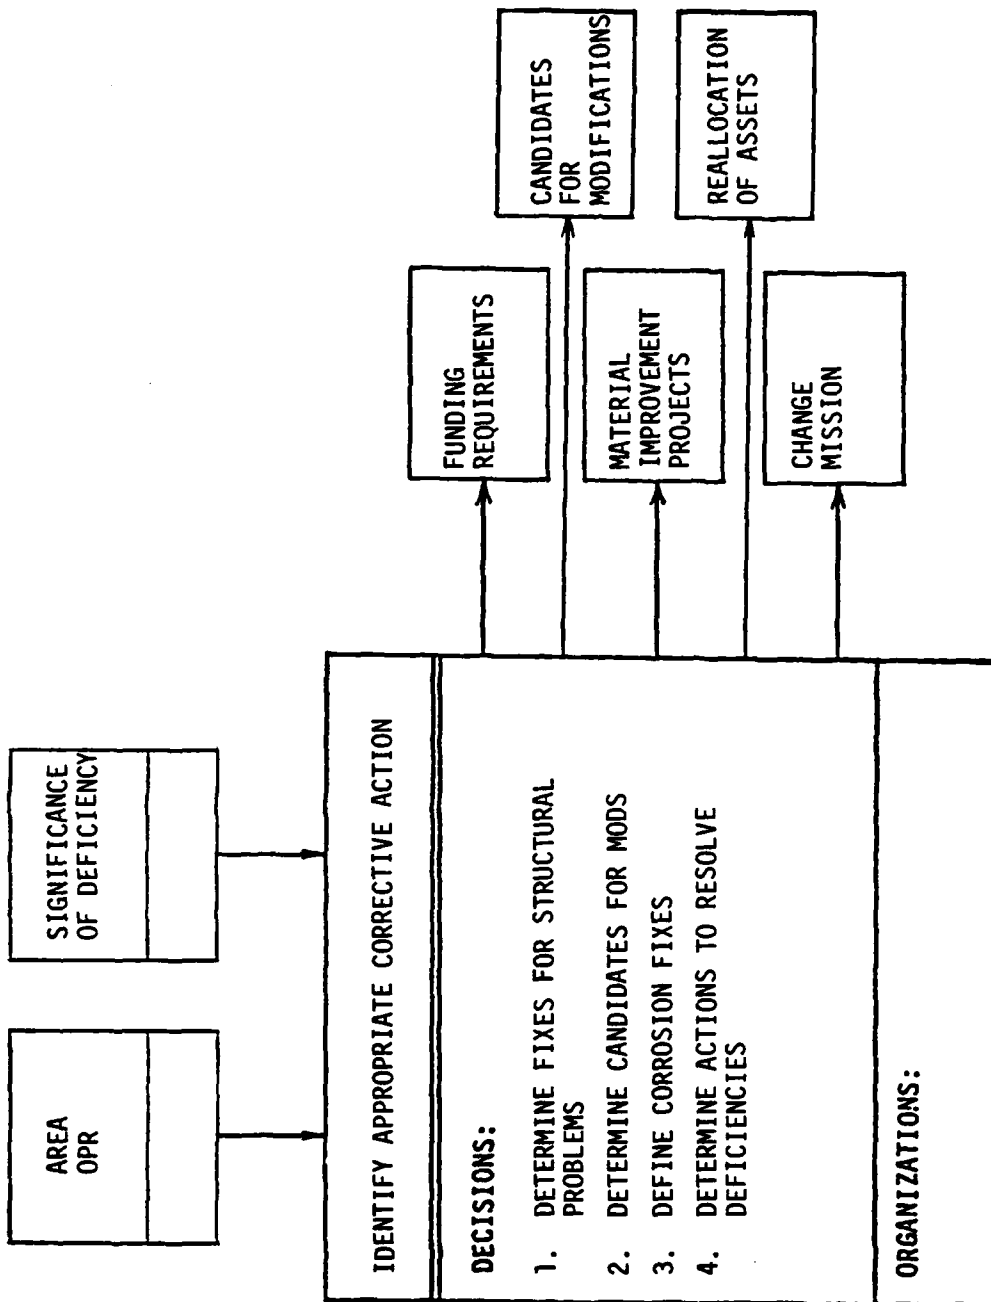 AREA
OPR
SIGNIFICANCE
OF DEFICIENCY
IDENTIFY APPROPRIATE CORRECTIVE ACTION
DECISIONS:
1. DETERMINE FIXES FOR STRUCTURAL
PROBLEMS
2. DETERMINE CANDIDATES FOR MODS
3. DEFINE CORROSION FIXES
4. DETERMINE ACTIONS TO RESOLVE
DEFICIENCIES
ORGANIZATIONS:
FUNDING
REQUIREMENTS
CANDIDATES
FOR
MODIFICATIONS
MATERIAL
IMPROVEMENT
PROJECTS
REALLOCATION
OF ASSETS
CHANGE
MISSION